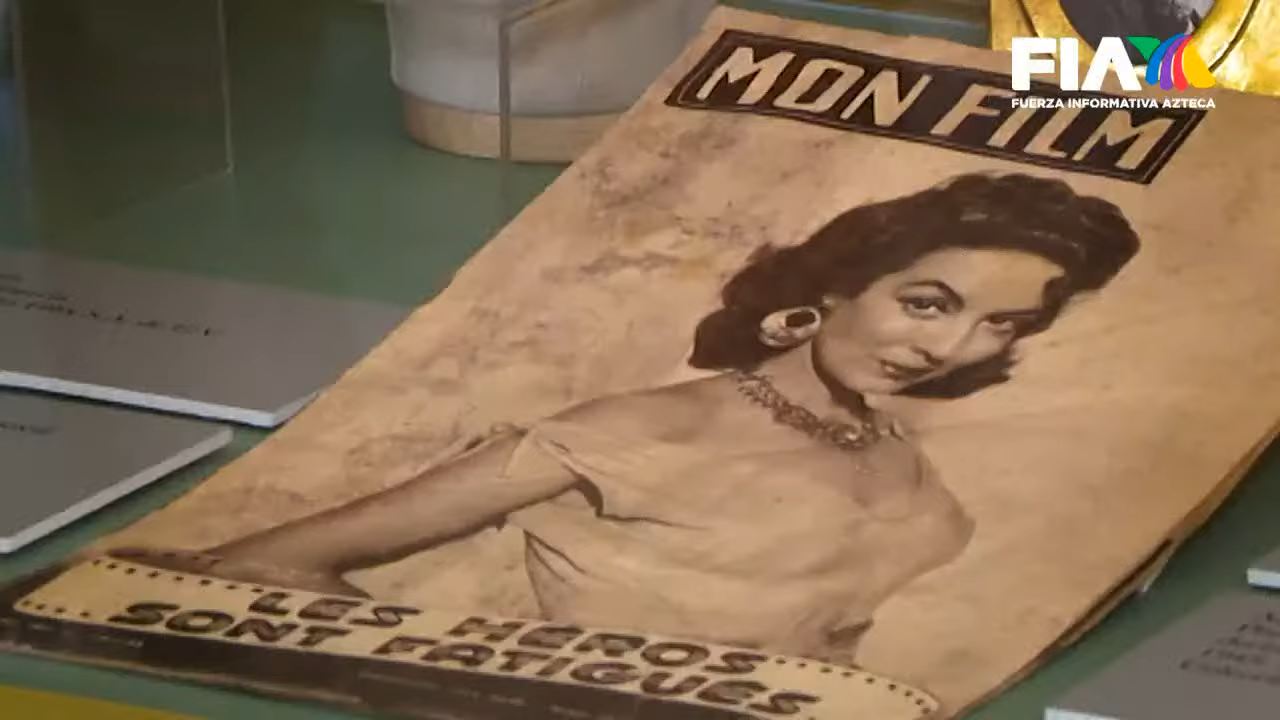 FIA
FUERZA INFORMATIVA AZTECA
MON FILM
LES HEROS
SONT FATIGUES